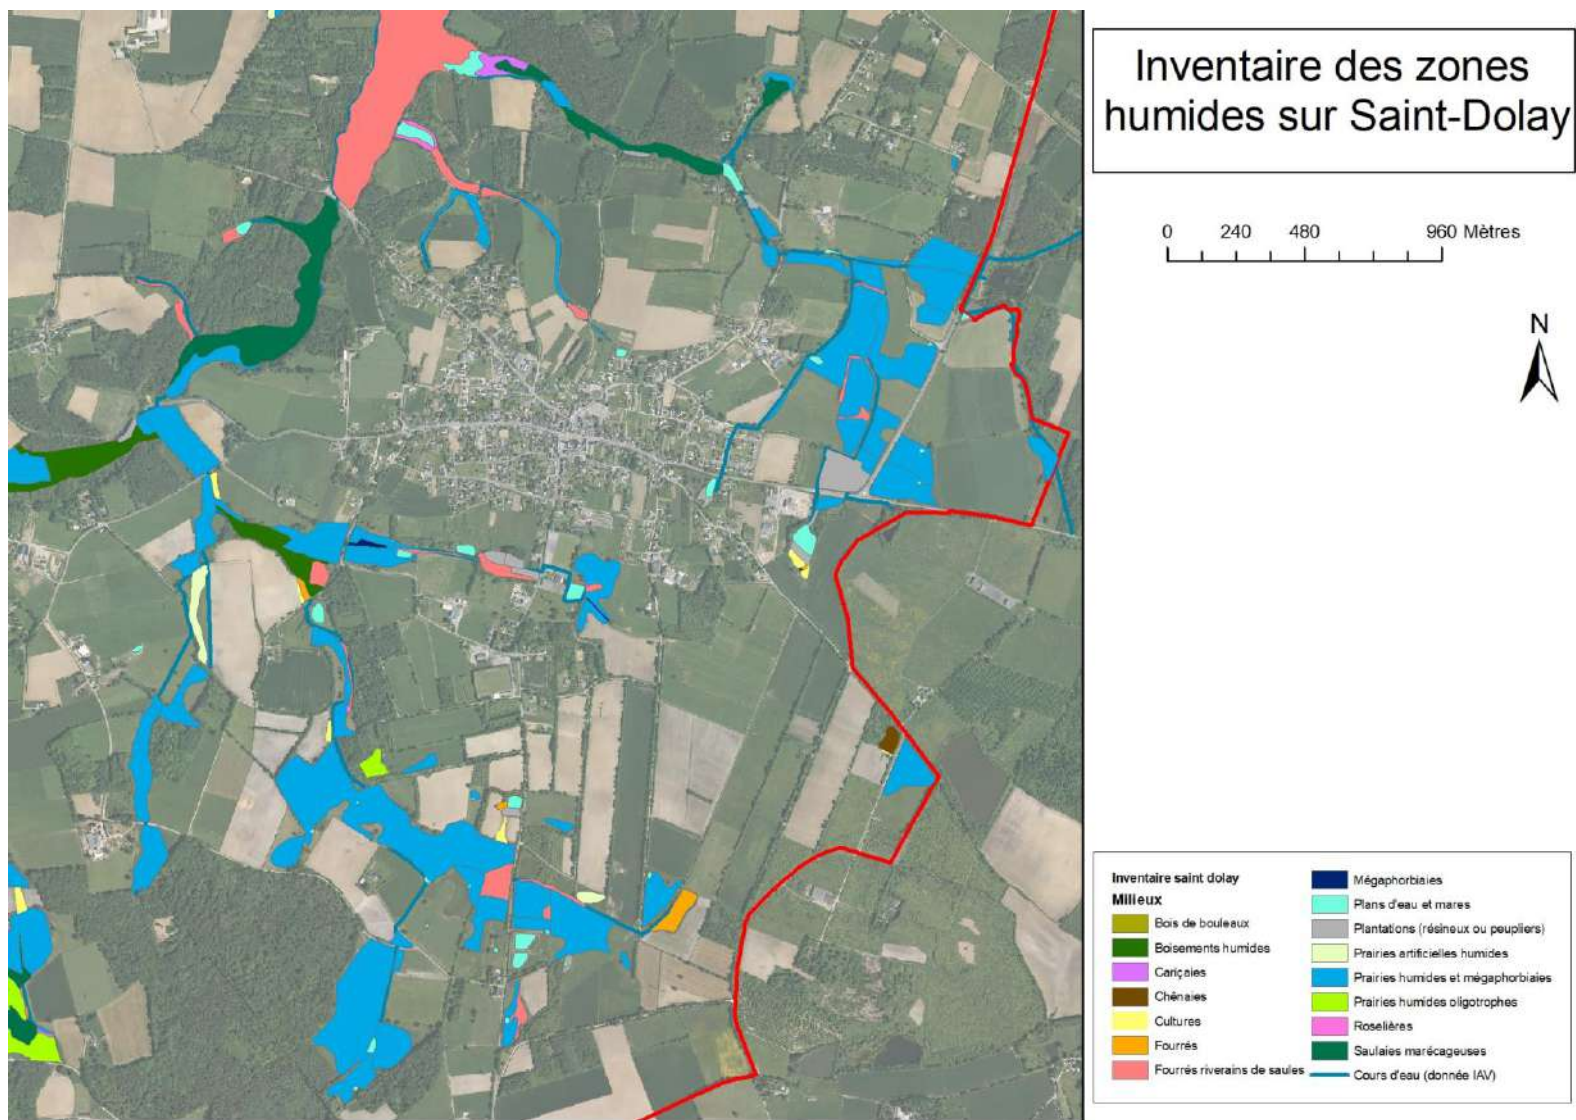 Inventaire des zones
humides sur Saint-Dolay
0 240 480 960 Mètres
N
Inventaire saint dolay
Milieux
Bois de bouleaux
Boisements humides
Cariçaies
Chênaies
Cultures
Fourrés
Fourrés riverains de saules
Mégaphorbiaies
Plans d'eau et mares
Plantations (résineux ou peupliers)
Prairies artificielles humides
Prairies humides et mégaphorbiaies
Prairies humides oligotrophes
Roselières
Saulaies marécageuses
Cours d'eau (donnée IAV)